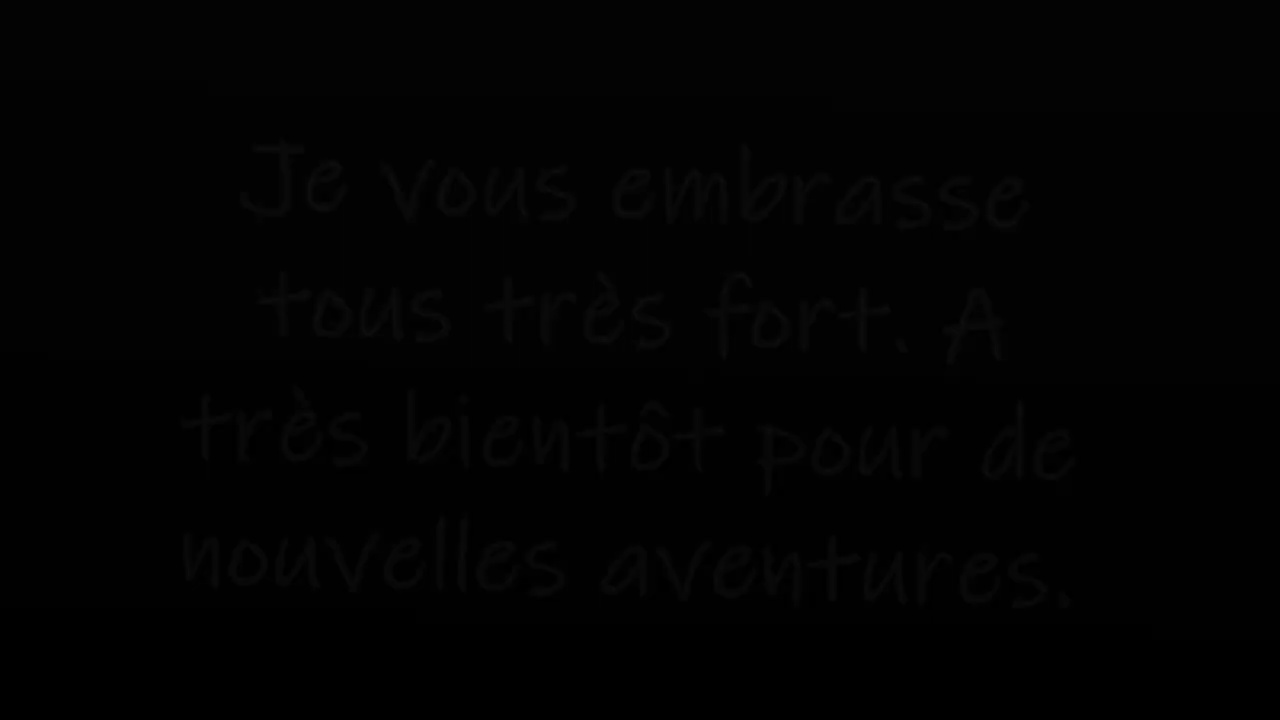 Je vous embrasse
tous très fort. A
très bientôt pour de
nouvelles aventures.